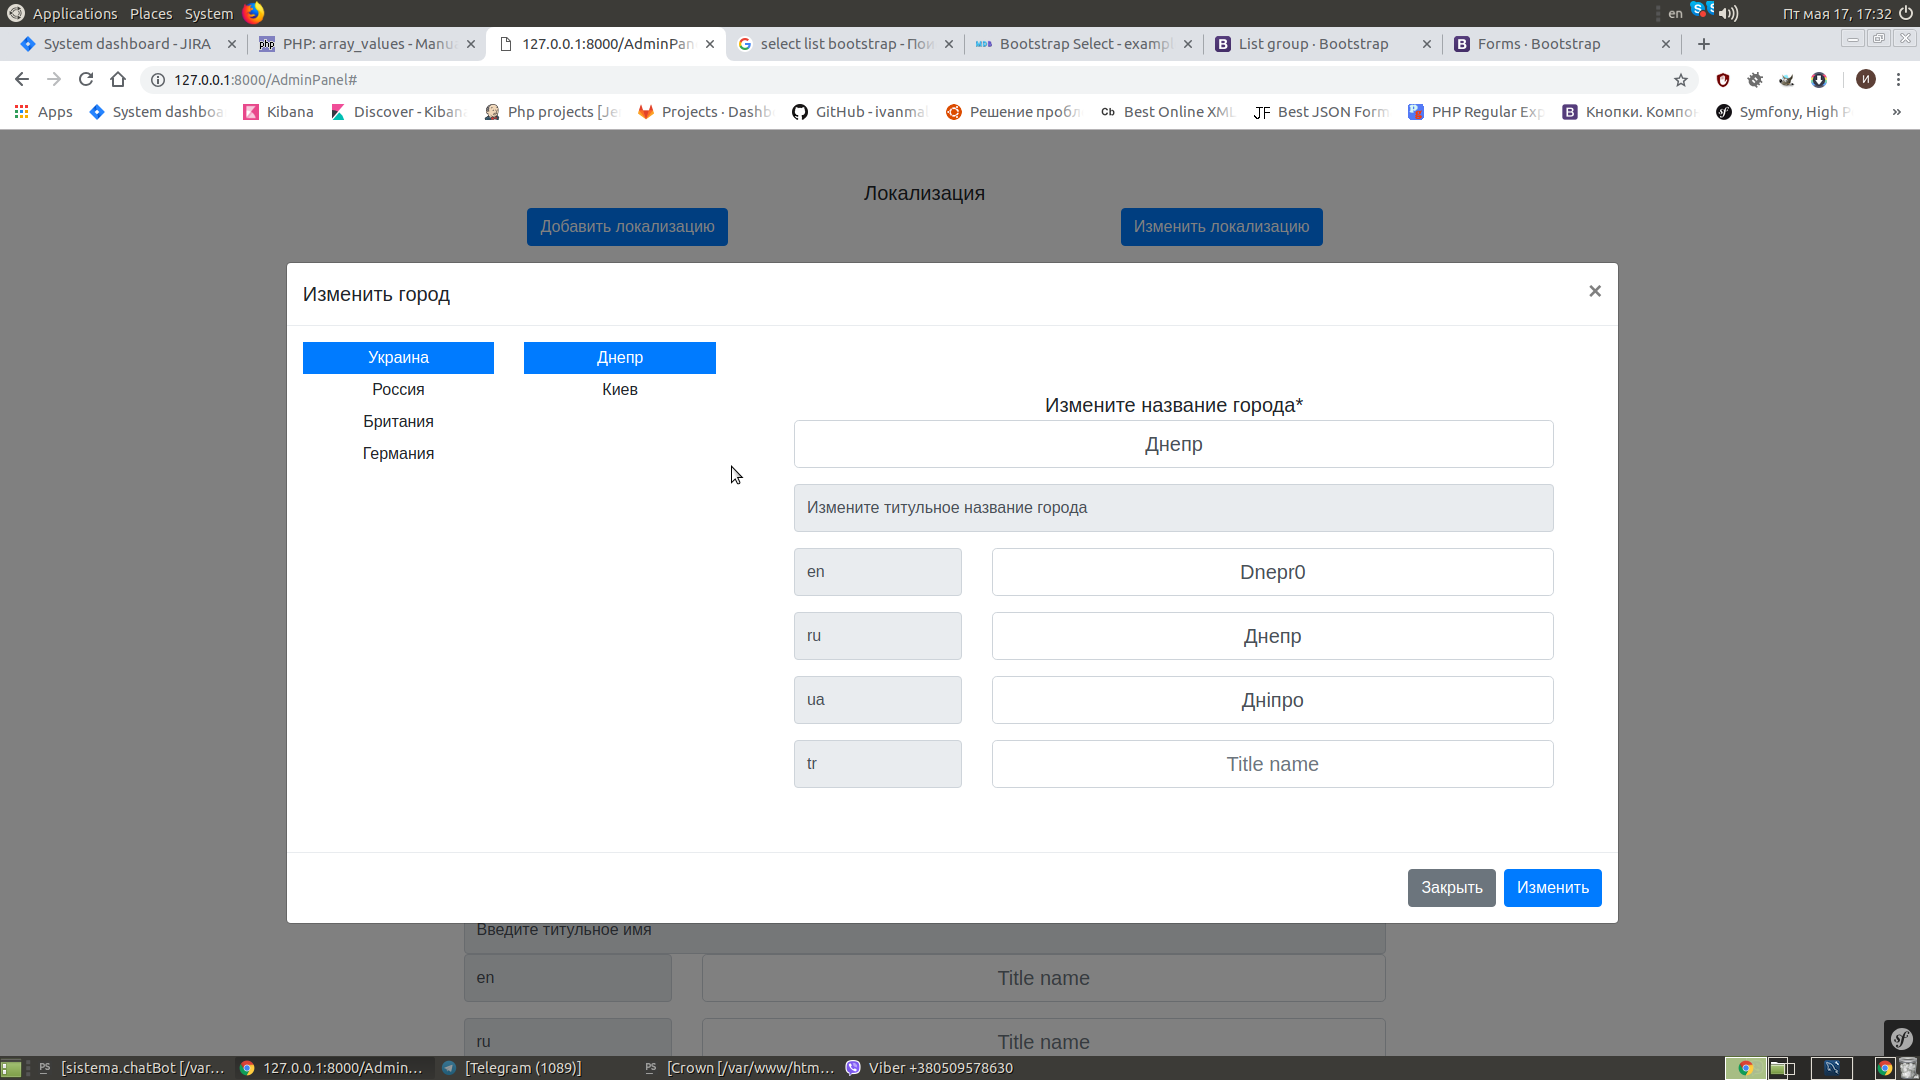 Applications Places System en Пт мая 17, 17:32
System dashboard - JIRA PHP: array_values - Manu 127.0.0.1:8000/AdminPan select list bootstrap - Пои Bootstrap Select - exampl List group · Bootstrap Forms · Bootstrap
127.0.0.1:8000/AdminPanel# И
Apps System dashboa Kibana Discover - Kiban Php projects [Je Projects · Dashb GitHub - ivanmal Решение пробл Cb Best Online XML JF Best JSON Form PHP Regular Exp Кнопки. Компон Symfony, High P »
Локализация
Добавить локализацию Изменить локализацию
Изменить город ×
Украина Днепр
Россия Киев
Британия
Германия
Измените название города*
Днепр
Измените титульное название города
en Dnepr0
ru Днепр
ua Дніпро
tr Title name
Закрыть Изменить
Введите титульное имя
en Title name
ru Title name
[sistema.chatBot [/var... 127.0.0.1:8000/Admin... [Telegram (1089)] [Crown [/var/www/htm... Viber +380509578630